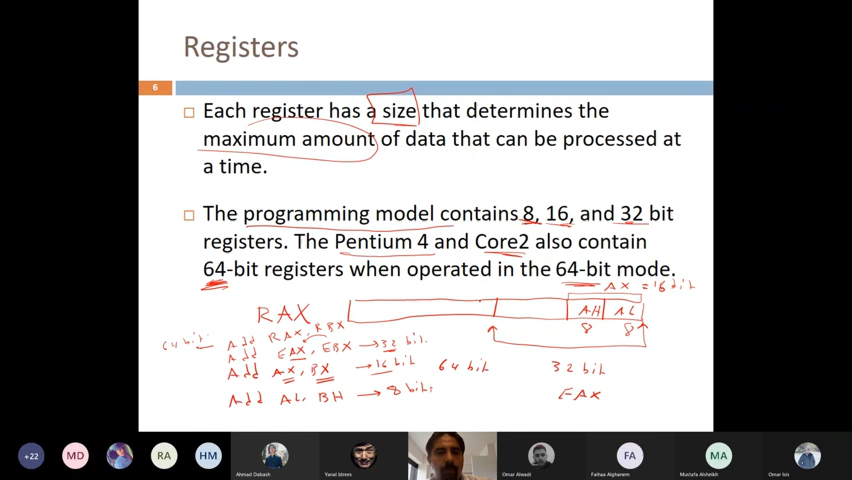 Registers
6
Each register has a size that determines the
maximum amount of data that can be processed at
a time.
The programming model contains 8, 16, and 32 bit
registers. The Pentium 4 and Core2 also contain
64-bit registers when operated in the 64-bit mode.
AX = 16 bit
RAX
AH AL
8 8
64 bit Add RAX, RBX
Add EAX, EBX → 32 bit
Add AX, BX → 16 bit
64 bit
32 bit
Add AL, BH → 8 bit
EAX
+22
MD
RA
HM
FA
MA
Ahmad Dabash
Yanal Idrees
Omar Alwadi
Faihaa Alghanem
Mustafa Alsheikh
Omar Isis